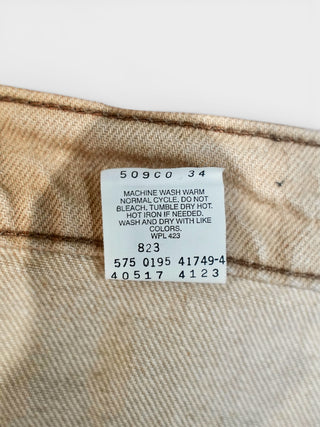 509C0 34
MACHINE WASH WARM
NORMAL CYCLE. DO NOT
BLEACH. TUMBLE DRY HOT.
HOT IRON IF NEEDED.
WASH AND DRY WITH LIKE
COLORS.
WPL 423
823
575 0195 41749-4
40517 4123